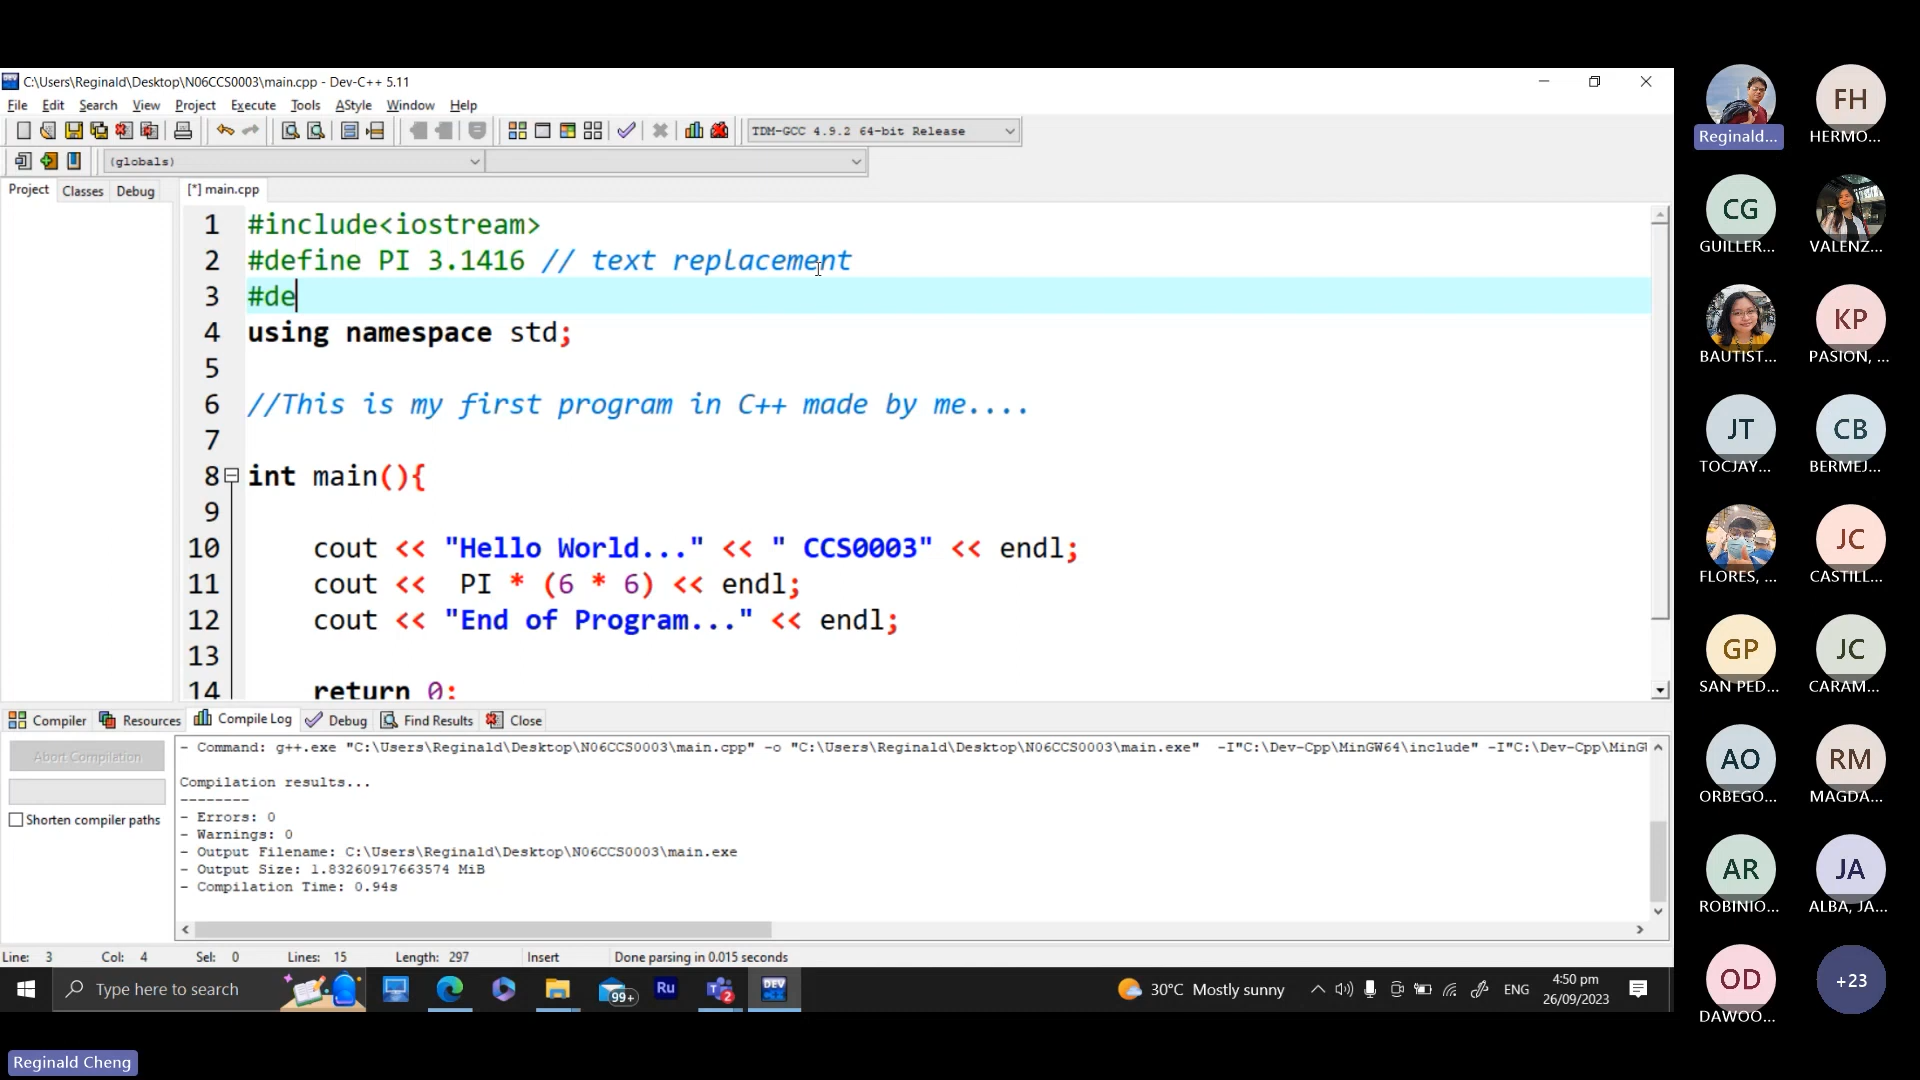 C:\Users\Reginald\Desktop\N06CCS0003\main.cpp - Dev-C++ 5.11
File Edit Search View Project Execute Tools AStyle Window Help
TDM-GCC 4.9.2 64-bit Release
(globals)
Project Classes Debug
[*] main.cpp
1 #include<iostream>
2 #define PI 3.1416 // text replacement
3 #de
4 using namespace std;
5
6 //This is my first program in C++ made by me....
7
8 int main(){
9
10 cout << "Hello World..." << " CCS0003" << endl;
11 cout << PI * (6 * 6) << endl;
12 cout << "End of Program..." << endl;
13
14 return 0;
Compiler Resources Compile Log Debug Find Results Close
Abort Compilation
Shorten compiler paths
- Command: g++.exe "C:\Users\Reginald\Desktop\N06CCS0003\main.cpp" -o "C:\Users\Reginald\Desktop\N06CCS0003\main.exe" -I"C:\Dev-Cpp\MinGW64\include" -I"C:\Dev-Cpp\MinG
Compilation results...
--------
- Errors: 0
- Warnings: 0
- Output Filename: C:\Users\Reginald\Desktop\N06CCS0003\main.exe
- Output Size: 1.83260917663574 MiB
- Compilation Time: 0.94s
Line: 3 Col: 4 Sel: 0 Lines: 15 Length: 297 Insert Done parsing in 0.015 seconds
Type here to search
99+
Ru
2
DEV
30°C Mostly sunny
ENG
4:50 pm
26/09/2023
Reginald Cheng
Reginald...
FH
HERMO...
CG
GUILLER...
VALENZ...
BAUTIST...
KP
PASION, ...
JT
TOCJAY...
CB
BERMEJ...
FLORES, ...
JC
CASTILL...
GP
SAN PED...
JC
CARAM...
AO
ORBEGO...
RM
MAGDA...
AR
ROBINIO...
JA
ALBA, JA...
OD
DAWOO...
+23